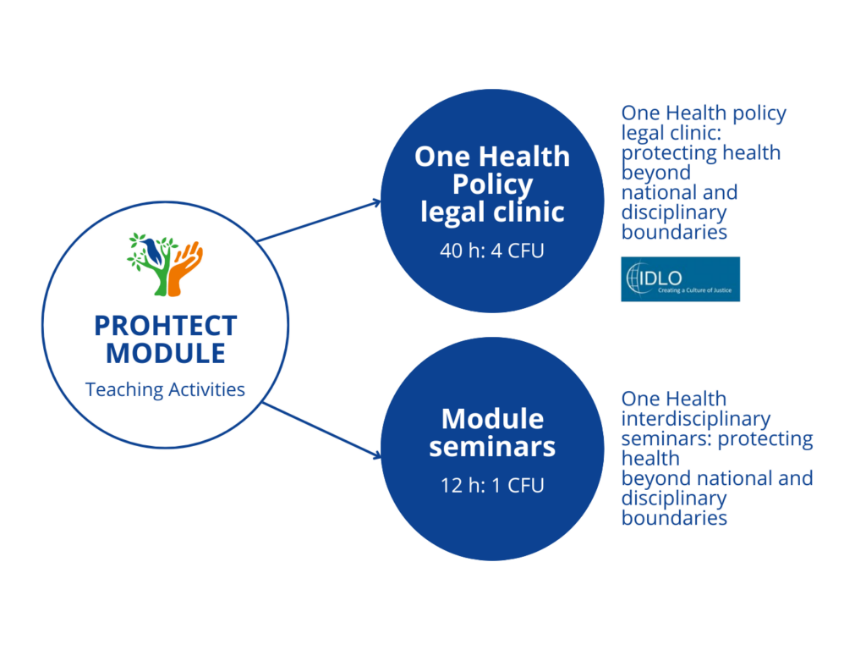 PROHTECT
MODULE
Teaching Activities
One Health
Policy
legal clinic
40 h: 4 CFU
One Health policy
legal clinic:
protecting health
beyond
national and
disciplinary
boundaries
IDLO
Creating a Culture of Justice
Module
seminars
12 h: 1 CFU
One Health
interdisciplinary
seminars: protecting
health
beyond national and
disciplinary
boundaries